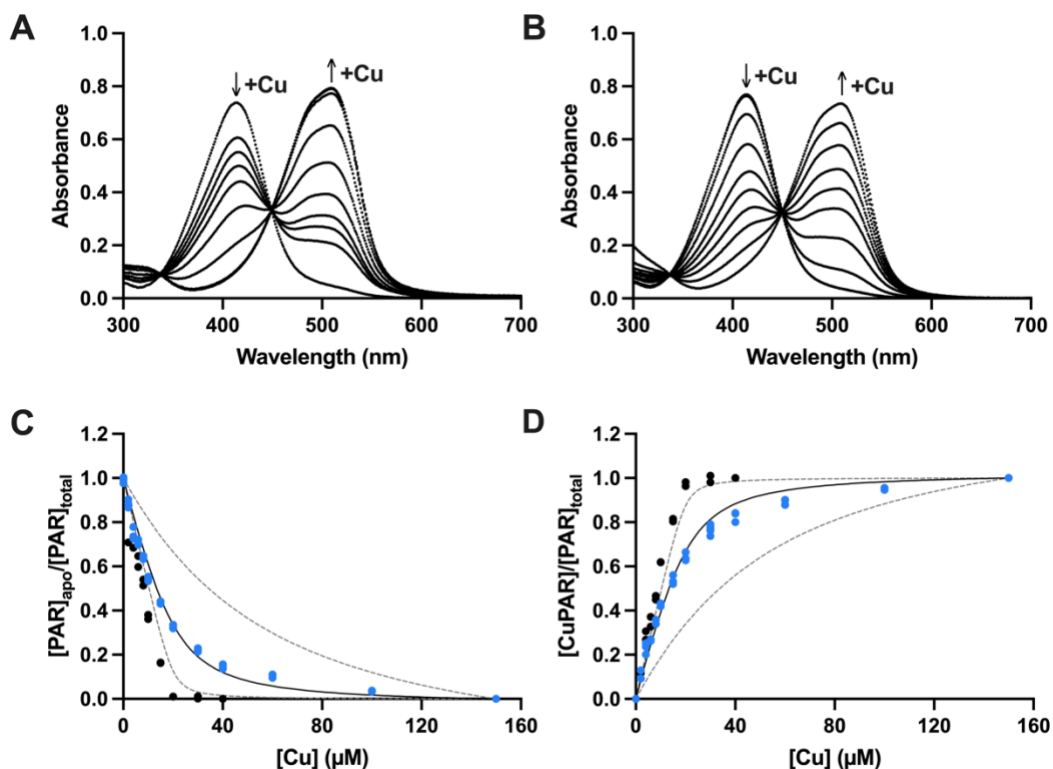 A
1.0
0.8
0.6
0.4
0.2
0.0
Absorbance
↓+Cu
↑+Cu
300
400
500
600
700
Wavelength (nm)
B
1.0
0.8
0.6
0.4
0.2
0.0
Absorbance
↓+Cu
↑+Cu
300
400
500
600
700
Wavelength (nm)
C
1.2
1.0
0.8
0.6
0.4
0.2
0.0
[PAR]apo/[PAR]total
0
40
80
120
160
[Cu] (µM)
D
1.2
1.0
0.8
0.6
0.4
0.2
0.0
[CuPAR]/[PAR]total
0
40
80
120
160
[Cu] (µM)